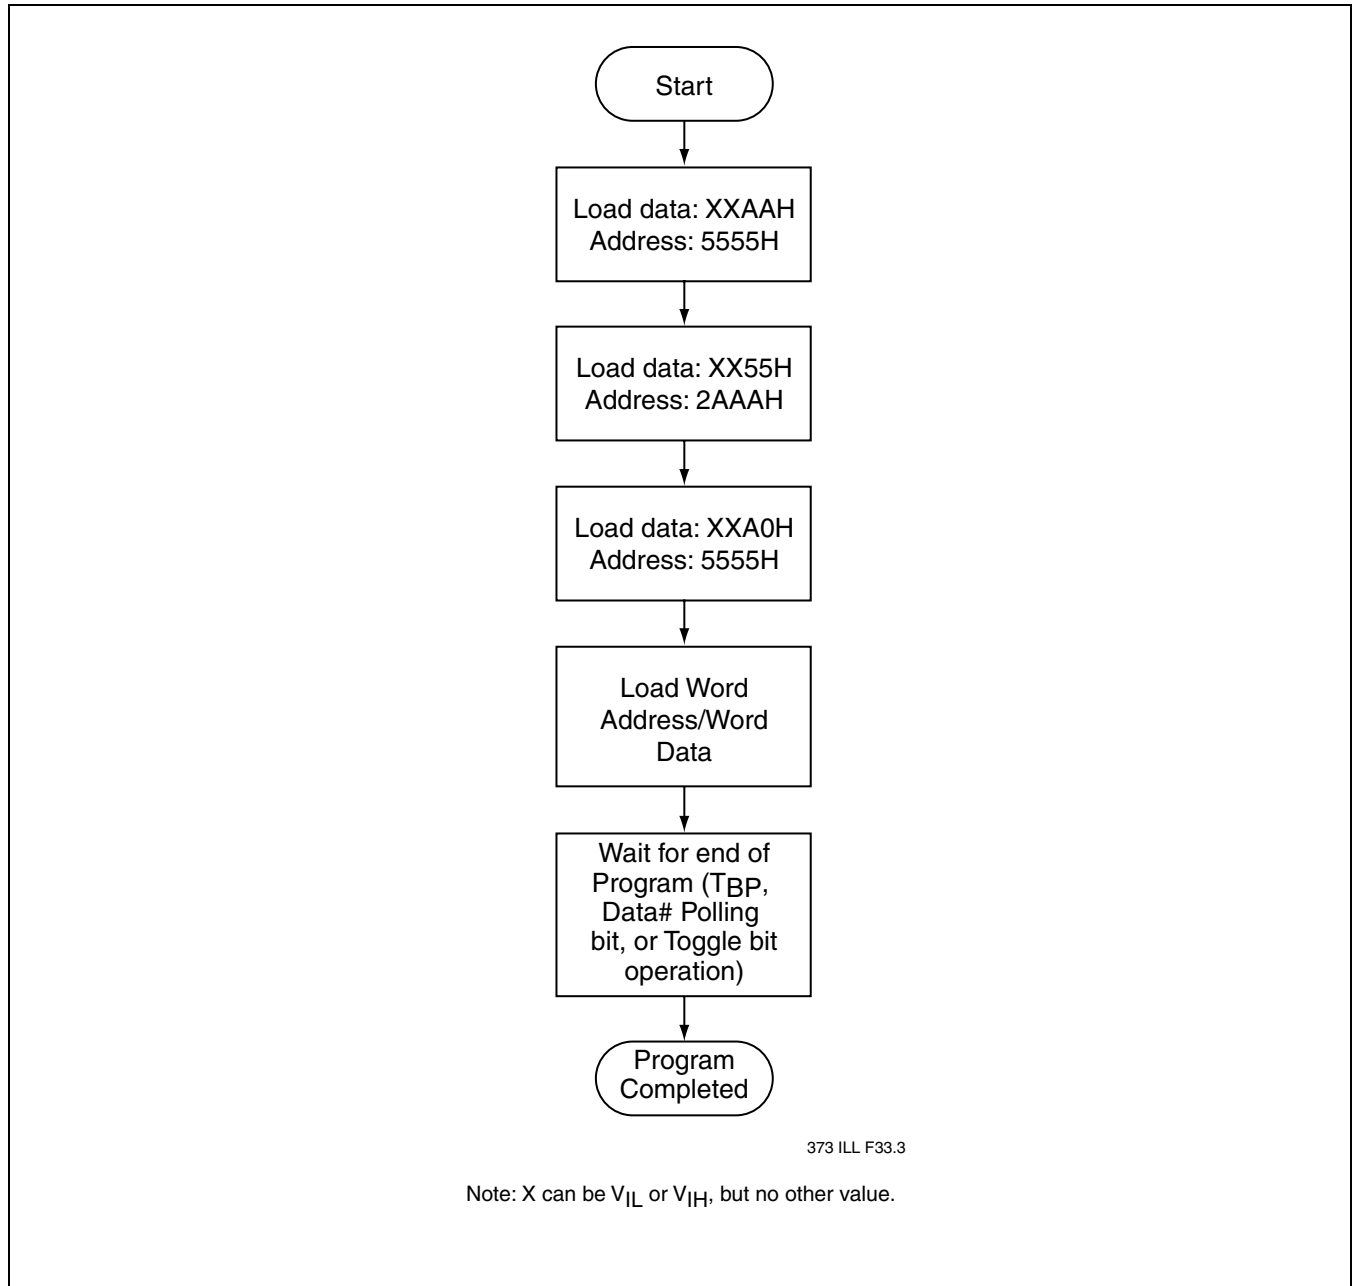 Start
Load data: XXAAH
Address: 5555H
Load data: XX55H
Address: 2AAAH
Load data: XXA0H
Address: 5555H
Load Word
Address/Word
Data
Wait for end of
Program (TBP,
Data# Polling
bit, or Toggle bit
operation)
Program
Completed
373 ILL F33.3
Note: X can be VIL or VIH, but no other value.